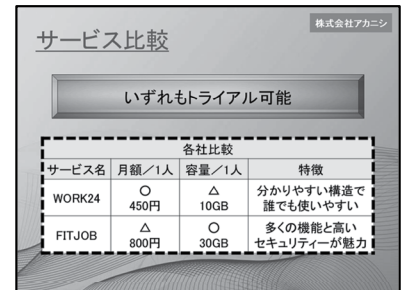 株式会社アカニシ
サービス比較
いずれもトライアル可能
各社比較
サービス名 月額／1人 容量／1人 特徴
WORK24 ○ 450円 △ 10GB 分かりやすい構造で
誰でも使いやすい
FITJOB △ 800円 ○ 30GB 多くの機能と高い
セキュリティーが魅力